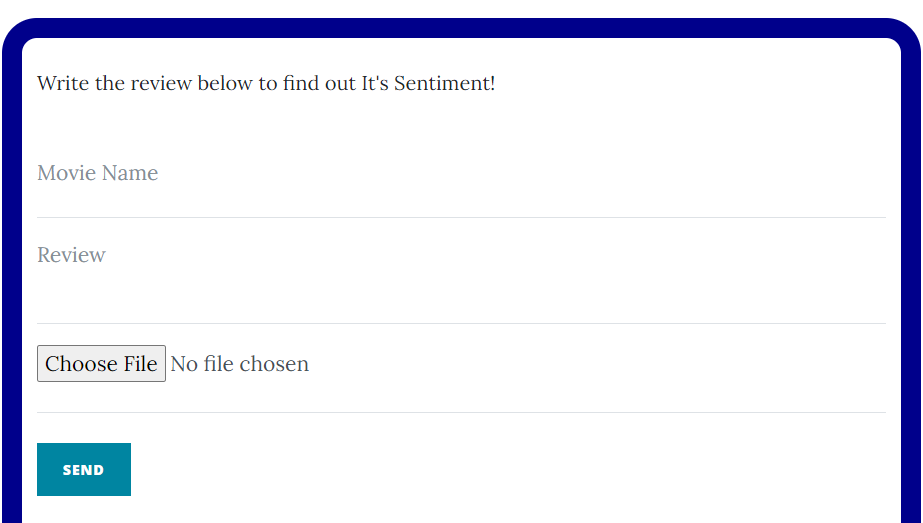 Write the review below to find out It's Sentiment!
Movie Name
Review
Choose File No file chosen
SEND